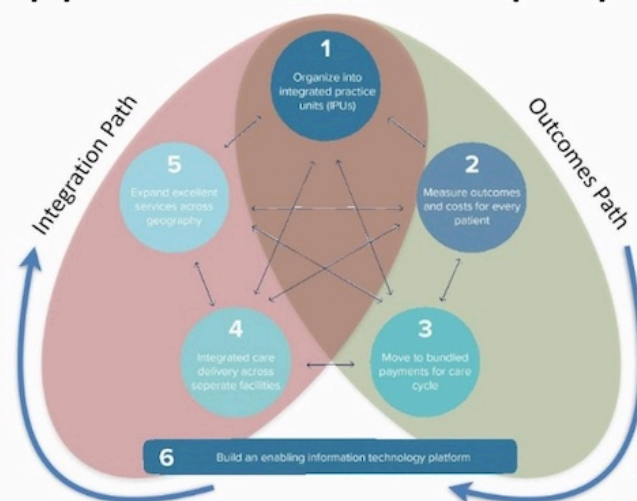 1
Organize into
integrated practice
units (IPUs)
Integration Path
Outcomes Path
5
Expand excellent
services across
geography
2
Measure outcomes
and costs for every
patient
4
Integrated care
delivery across
seperate facilities
3
Move to bundled
payments for care
cycle
6 Build an enabling information technology platform